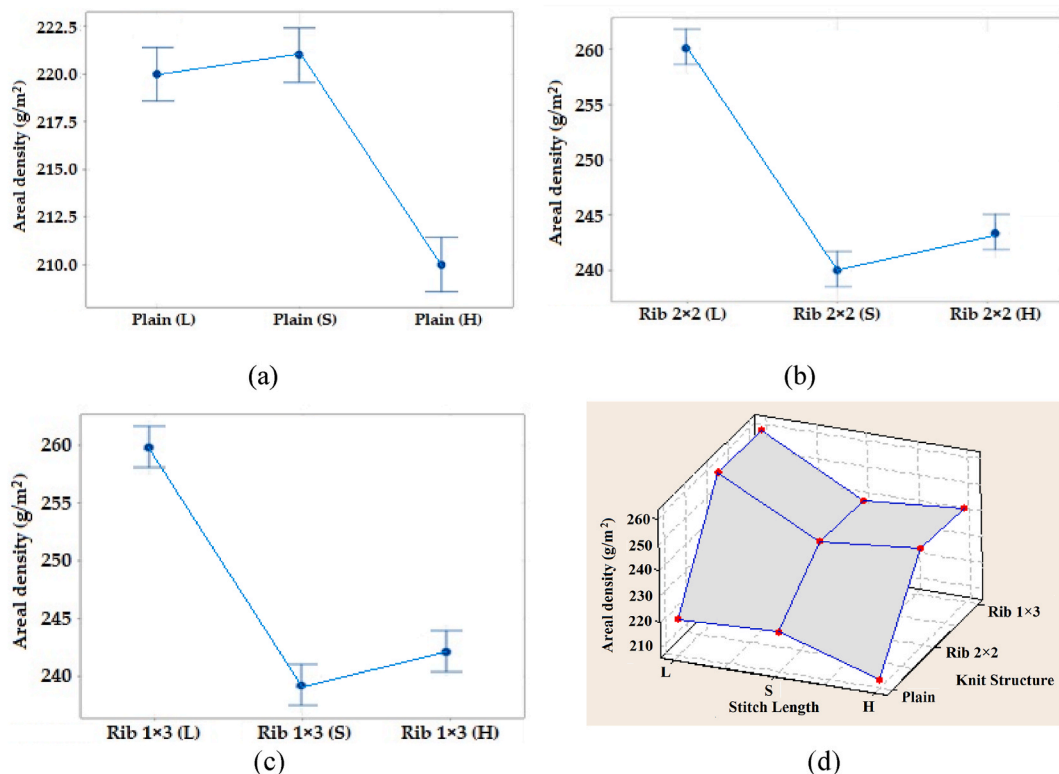 Areal density (g/m²)
222.5
220.0
217.5
215.0
212.5
210.0
Plain (L) Plain (S) Plain (H)
(a)
Areal density (g/m²)
260
255
250
245
240
Rib 2×2 (L) Rib 2×2 (S) Rib 2×2 (H)
(b)
Areal density (g/m²)
260
255
250
245
240
Rib 1×3 (L) Rib 1×3 (S) Rib 1×3 (H)
(c)
Areal density (g/m²)
260
250
240
230
220
210
L
S
H
Stitch Length
Rib 1×3
Rib 2×2
Plain
Knit Structure
(d)